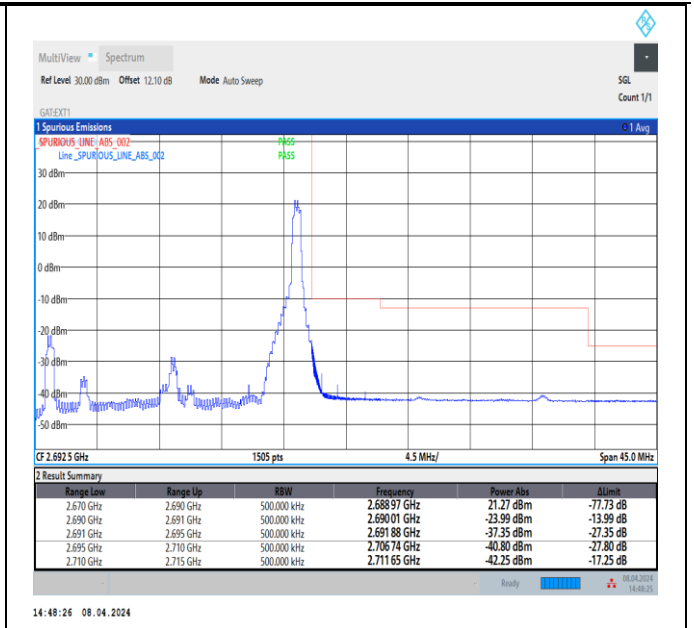 MultiView Spectrum
Ref Level 30.00 dBm Offset 12.10 dB Mode Auto Sweep SGL
Count 1/1
GAT:EXT1
1 Spurious Emissions 1 Avg
_SPURIOUS_LINE_ABS_002 PASS
Line _SPURIOUS_LINE_ABS_002 PASS
30 dBm
20 dBm
10 dBm
0 dBm
-10 dBm
-20 dBm
-30 dBm
-40 dBm
-50 dBm
CF 2.692 5 GHz 1505 pts 4.5 MHz/ Span 45.0 MHz
2 Result Summary
Range Low Range Up RBW Frequency Power Abs ΔLimit
2.670 GHz 2.690 GHz 500.000 kHz 2.688 97 GHz 21.27 dBm -77.73 dB
2.690 GHz 2.691 GHz 500.000 kHz 2.690 01 GHz -23.99 dBm -13.99 dB
2.691 GHz 2.695 GHz 500.000 kHz 2.691 88 GHz -37.35 dBm -27.35 dB
2.695 GHz 2.710 GHz 500.000 kHz 2.706 74 GHz -40.80 dBm -27.80 dB
2.710 GHz 2.715 GHz 500.000 kHz 2.711 65 GHz -42.25 dBm -17.25 dB
Ready 08.04.2024
14:48:25
14:48:26 08.04.2024